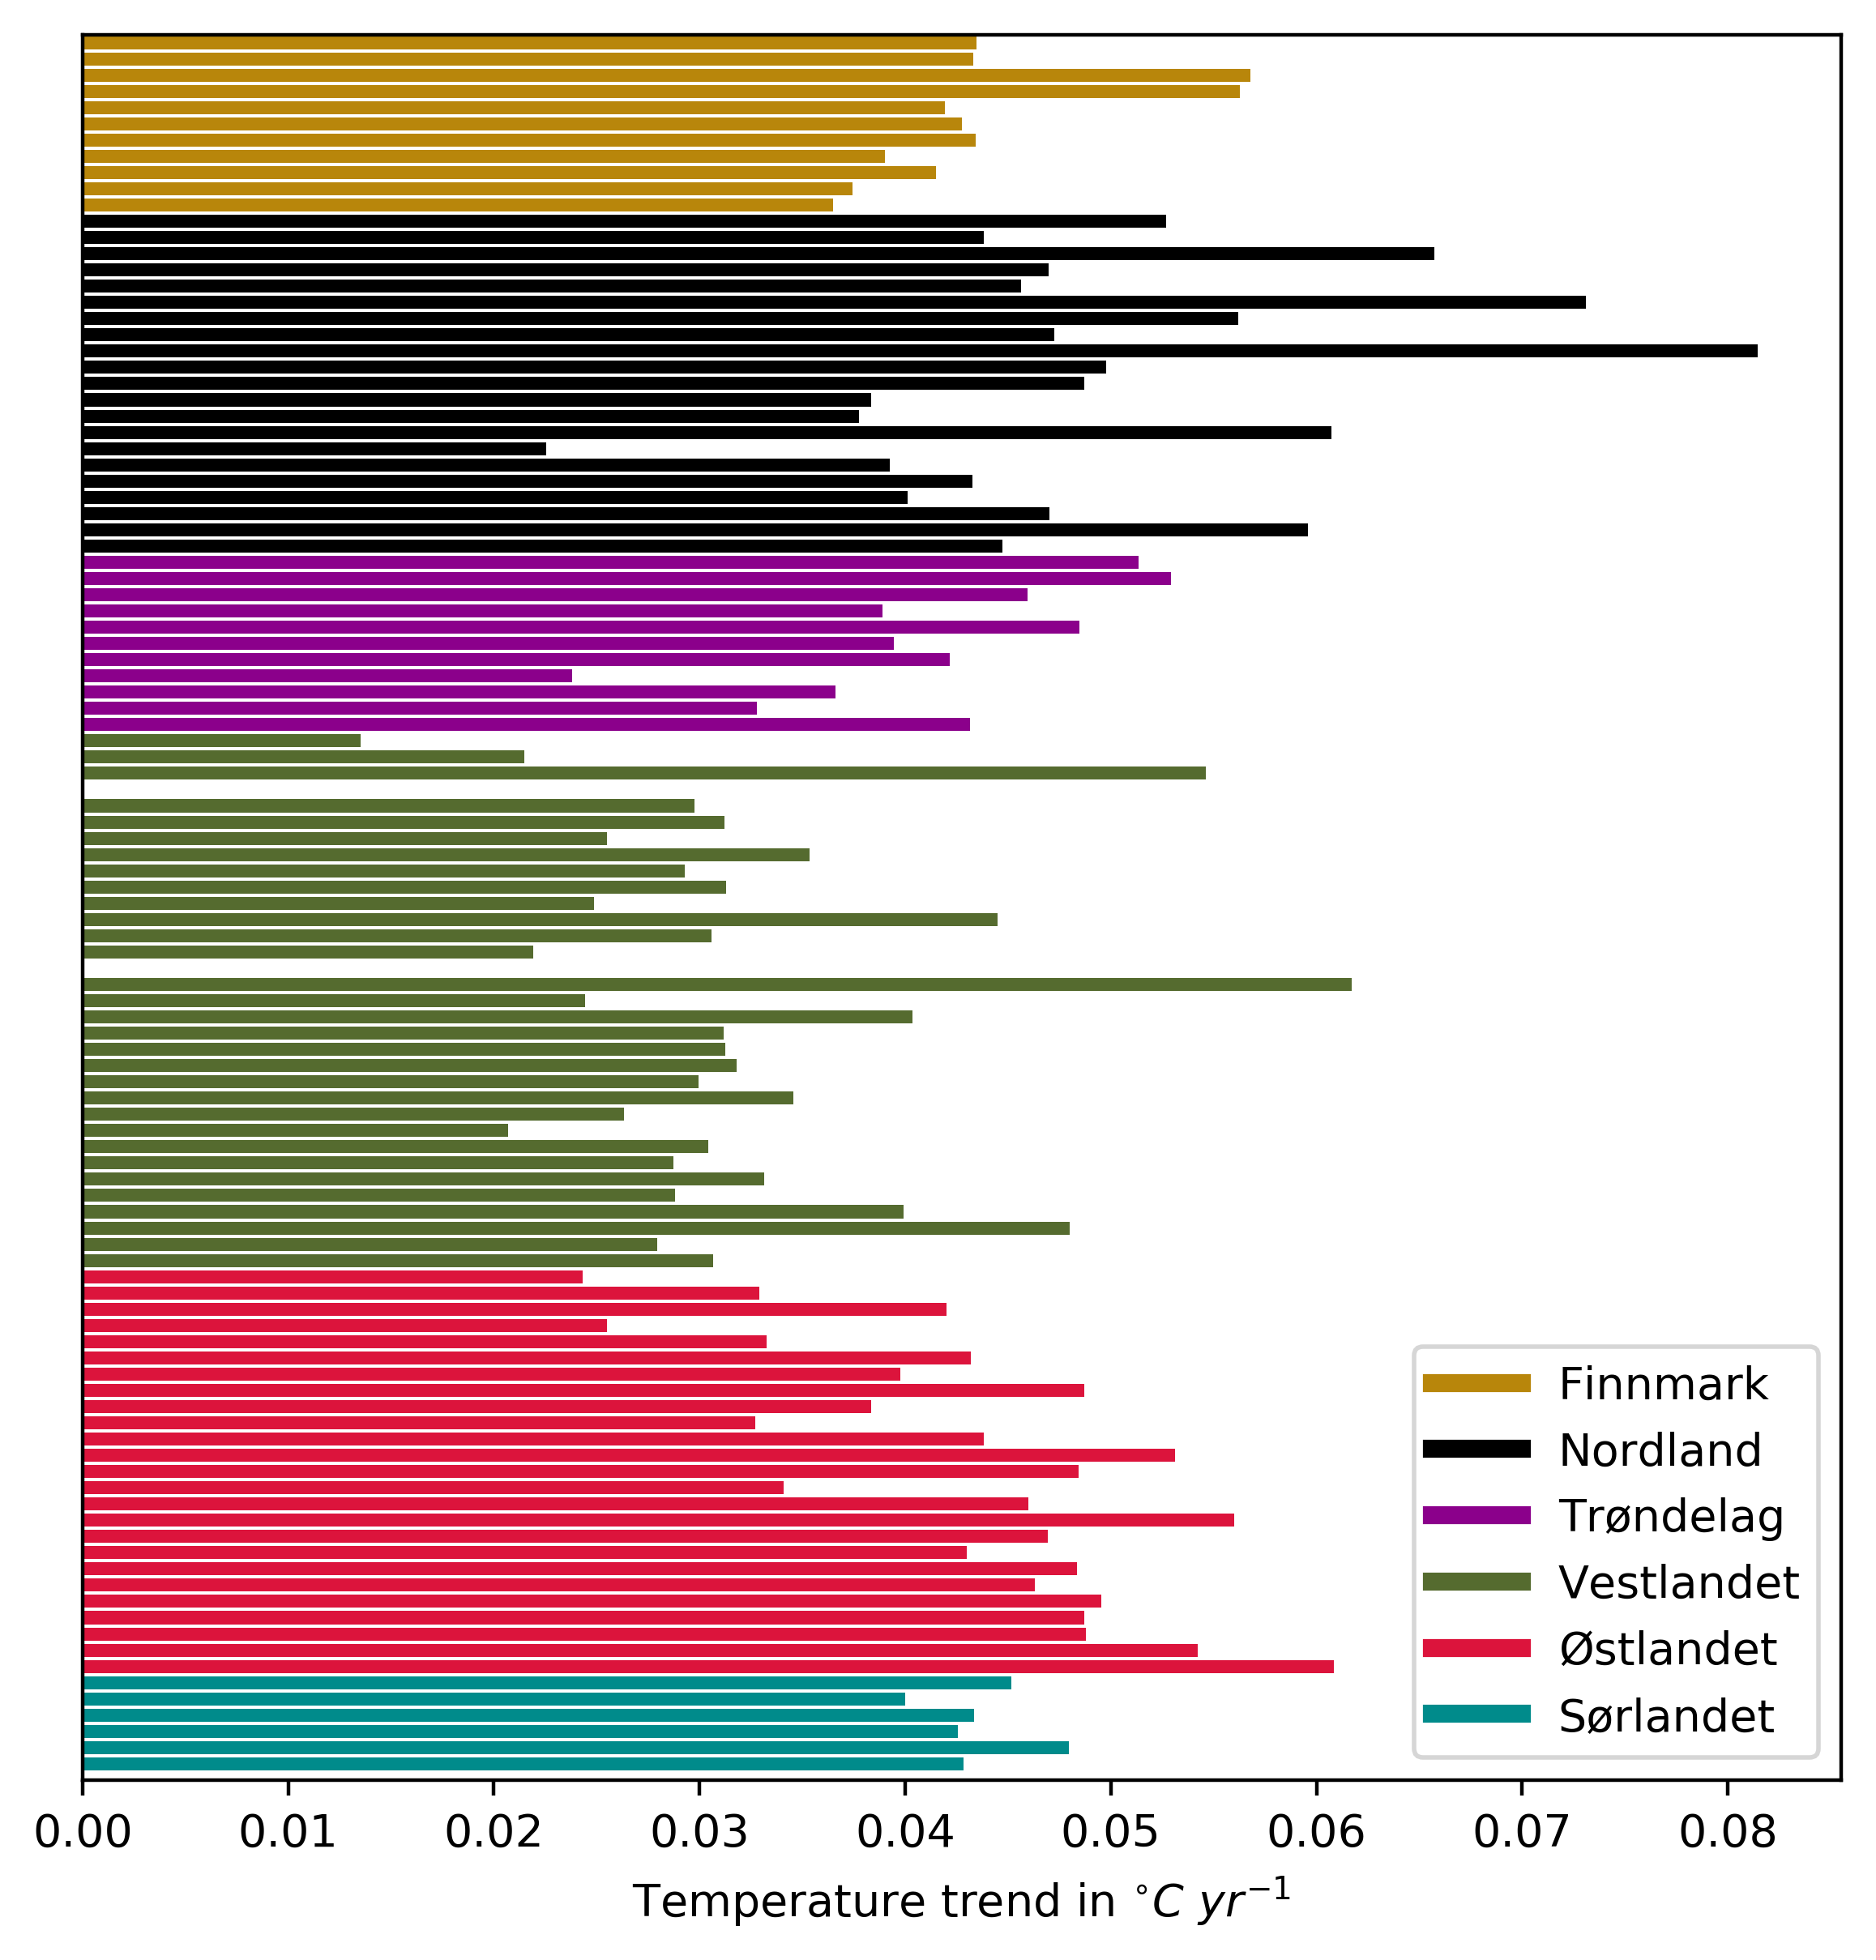 Finnmark
Nordland
Trøndelag
Vestlandet
Østlandet
Sørlandet
0.00 0.01 0.02 0.03 0.04 0.05 0.06 0.07 0.08
Temperature trend in °C yr⁻¹